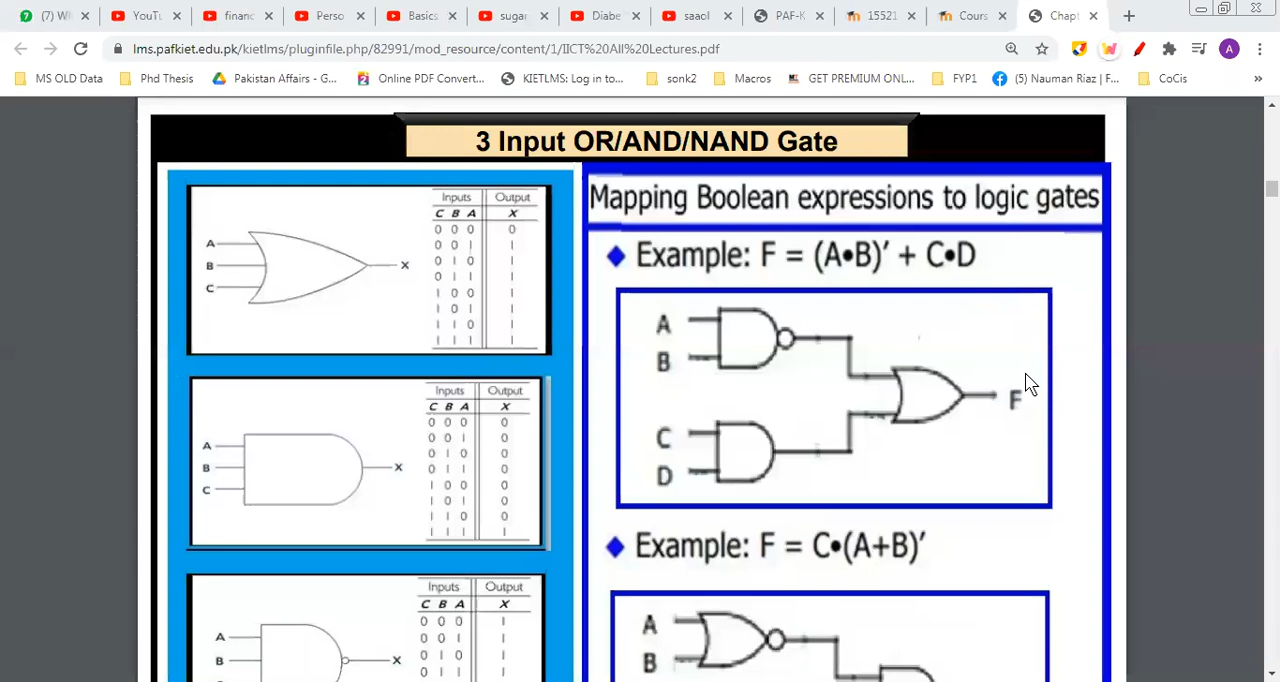 (7) W
YouTu
financ
Perso
Basics
sugar
Diabe
saaol
PAF-K
15521
Cours
Chapt
lms.pafkiet.edu.pk/kietlms/pluginfile.php/82991/mod_resource/content/1/IICT%20All%20Lectures.pdf
A
MS OLD Data
Phd Thesis
Pakistan Affairs - G...
Online PDF Convert...
KIETLMS: Log in to...
sonk2
Macros
GET PREMIUM ONL...
FYP1
(5) Nauman Riaz | F...
CoCis
»
3 Input OR/AND/NAND Gate
Inputs Output
C B A X
0 0 0 0
0 0 1 1
0 1 0 1
0 1 1 1
1 0 0 1
1 0 1 1
1 1 0 1
1 1 1 1
A
B
C
X
Inputs Output
C B A X
0 0 0 0
0 0 1 0
0 1 0 0
0 1 1 0
1 0 0 0
1 0 1 0
1 1 0 0
1 1 1 1
A
B
C
X
Inputs Output
C B A X
0 0 0 1
0 0 1 1
0 1 0 1
0 1 1 1
A
B
X
Mapping Boolean expressions to logic gates
Example: F = (A•B)′ + C•D
A
B
C
D
F
Example: F = C•(A+B)′
A
B